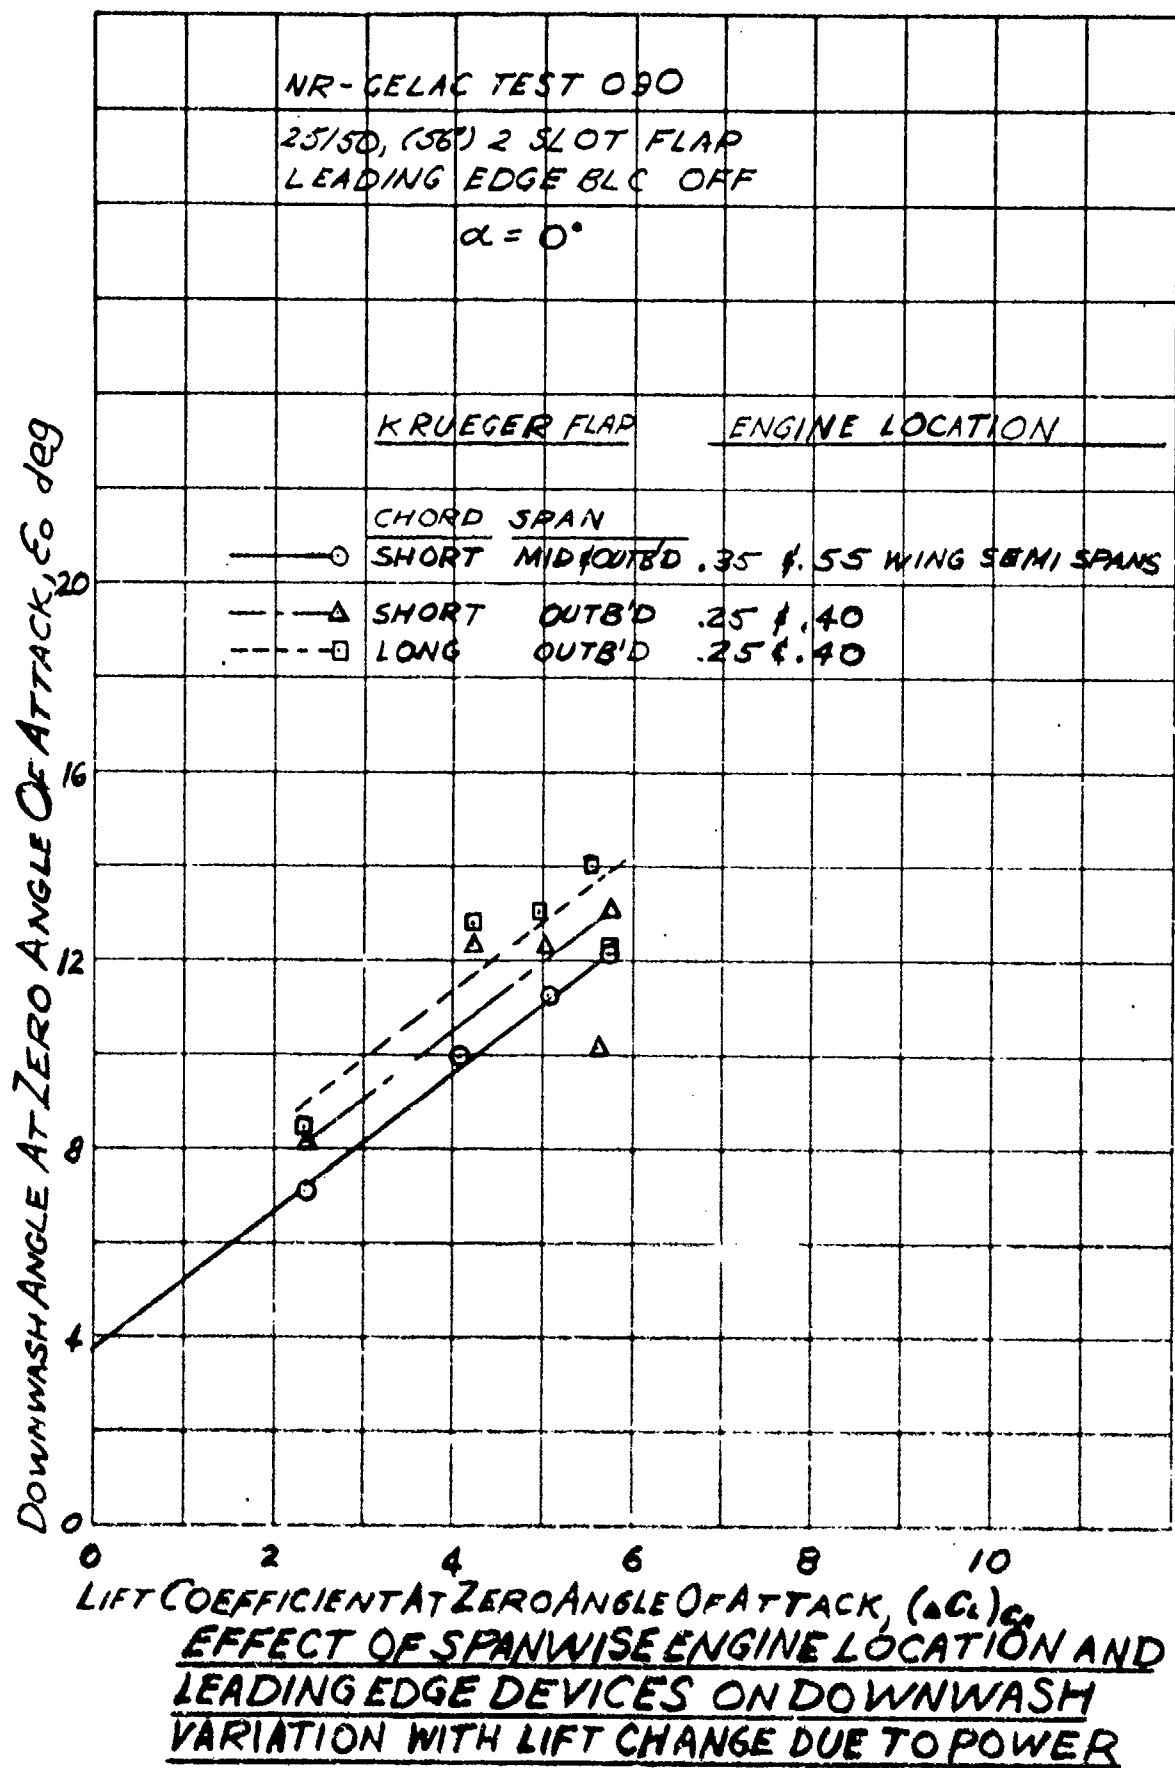 NR-GELAC TEST 090
25/50, (56°) 2 SLOT FLAP
LEADING EDGE BLC OFF
α = 0°
KRUEGER FLAP ENGINE LOCATION
CHORD SPAN
SHORT MID & OUTB'D .35 & .55 WING SEMI SPANS
SHORT OUTB'D .25 & .40
LONG OUTB'D .25 & .40
DOWNWASH ANGLE AT ZERO ANGLE OF ATTACK, ε₀ deg
20
16
12
8
4
0
0 2 4 6 8 10
LIFT COEFFICIENT AT ZERO ANGLE OF ATTACK, (ΔCL)
EFFECT OF SPANWISE ENGINE LOCATION AND
LEADING EDGE DEVICES ON DOWNWASH
VARIATION WITH LIFT CHANGE DUE TO POWER